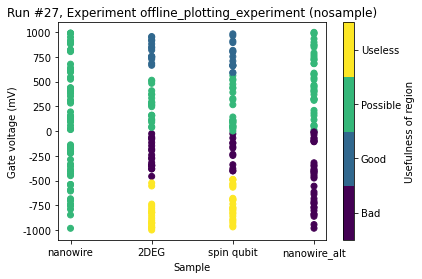 Run #27, Experiment offline_plotting_experiment (nosample)
1000
750
500
250
0
-250
-500
-750
-1000
Gate voltage (mV)
nanowire
2DEG
spin qubit
nanowire_alt
Sample
Useless
Possible
Good
Bad
Usefulness of region